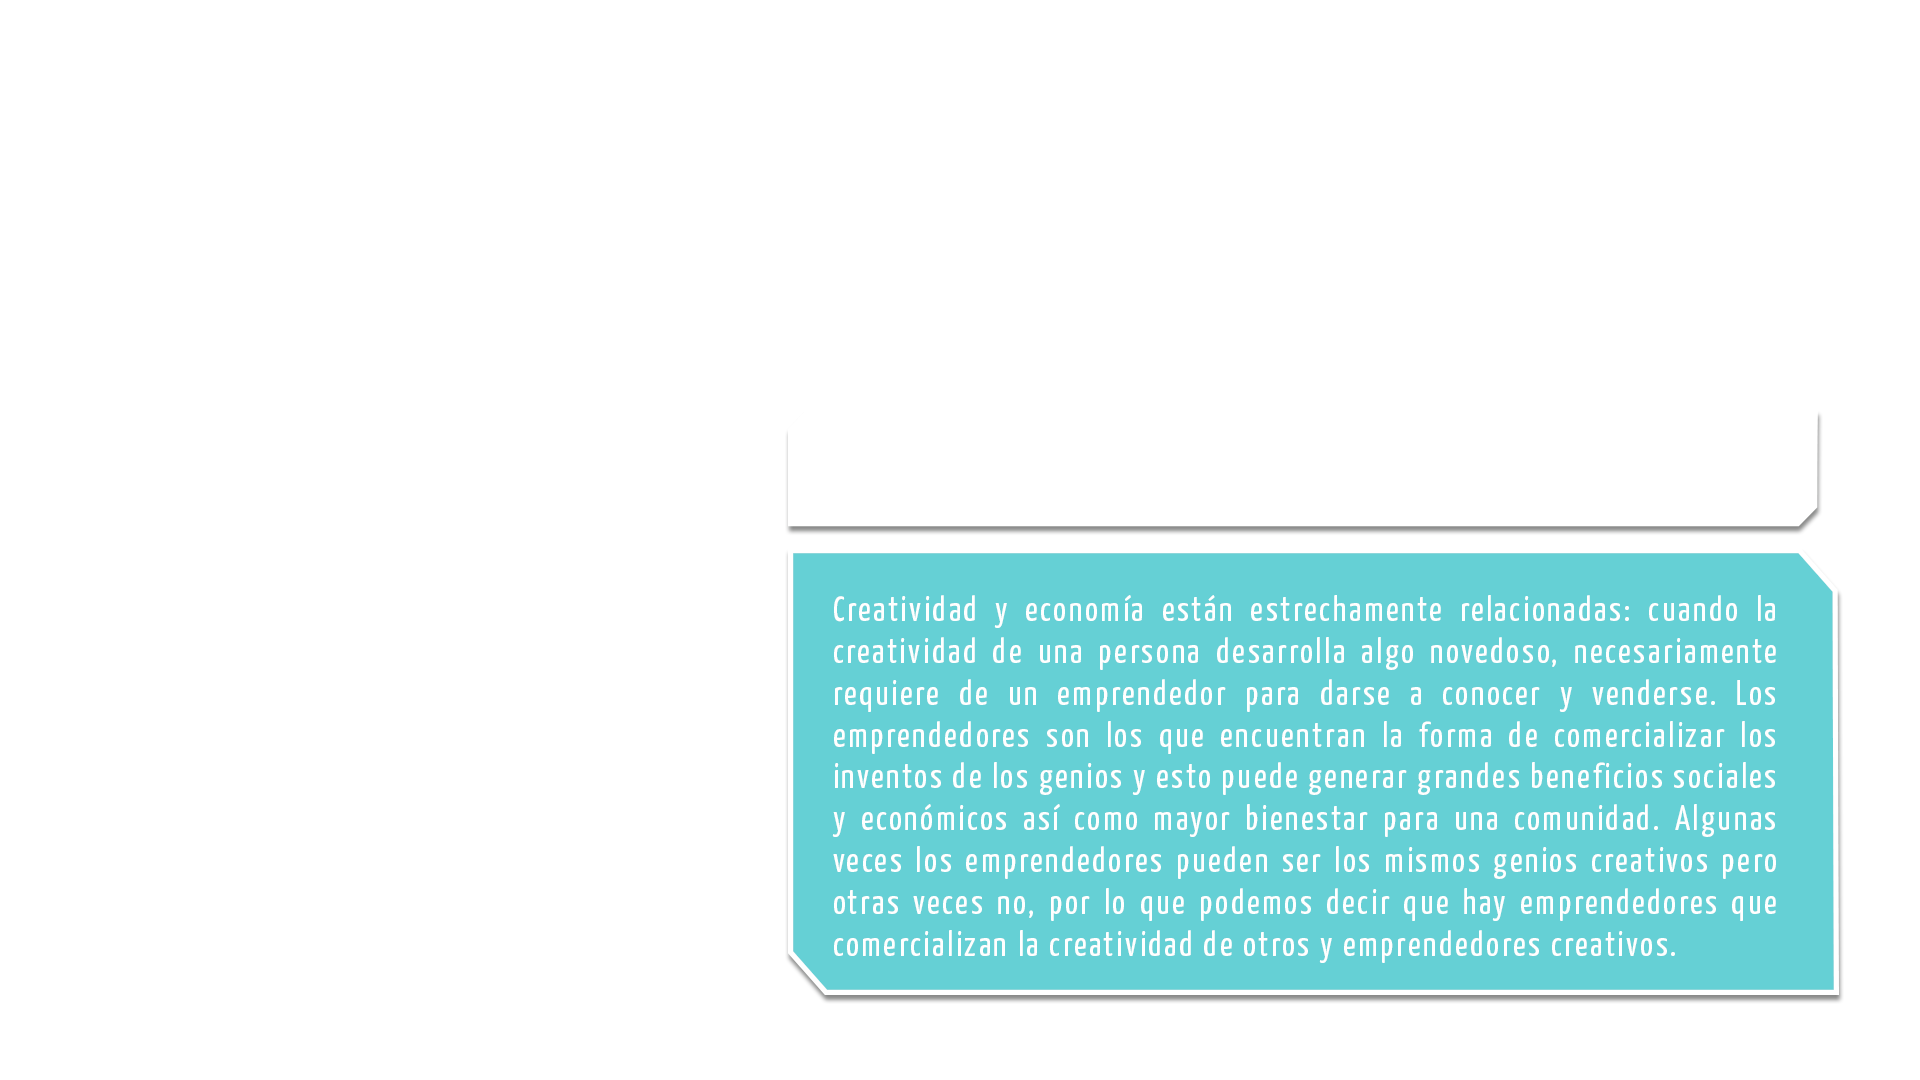 Creatividad y economía están estrechamente relacionadas: cuando la
creatividad de una persona desarrolla algo novedoso, necesariamente
requiere de un emprendedor para darse a conocer y venderse. Los
emprendedores son los que encuentran la forma de comercializar los
inventos de los genios y esto puede generar grandes beneficios sociales
y económicos así como mayor bienestar para una comunidad. Algunas
veces los emprendedores pueden ser los mismos genios creativos pero
otras veces no, por lo que podemos decir que hay emprendedores que
comercializan la creatividad de otros y emprendedores creativos.